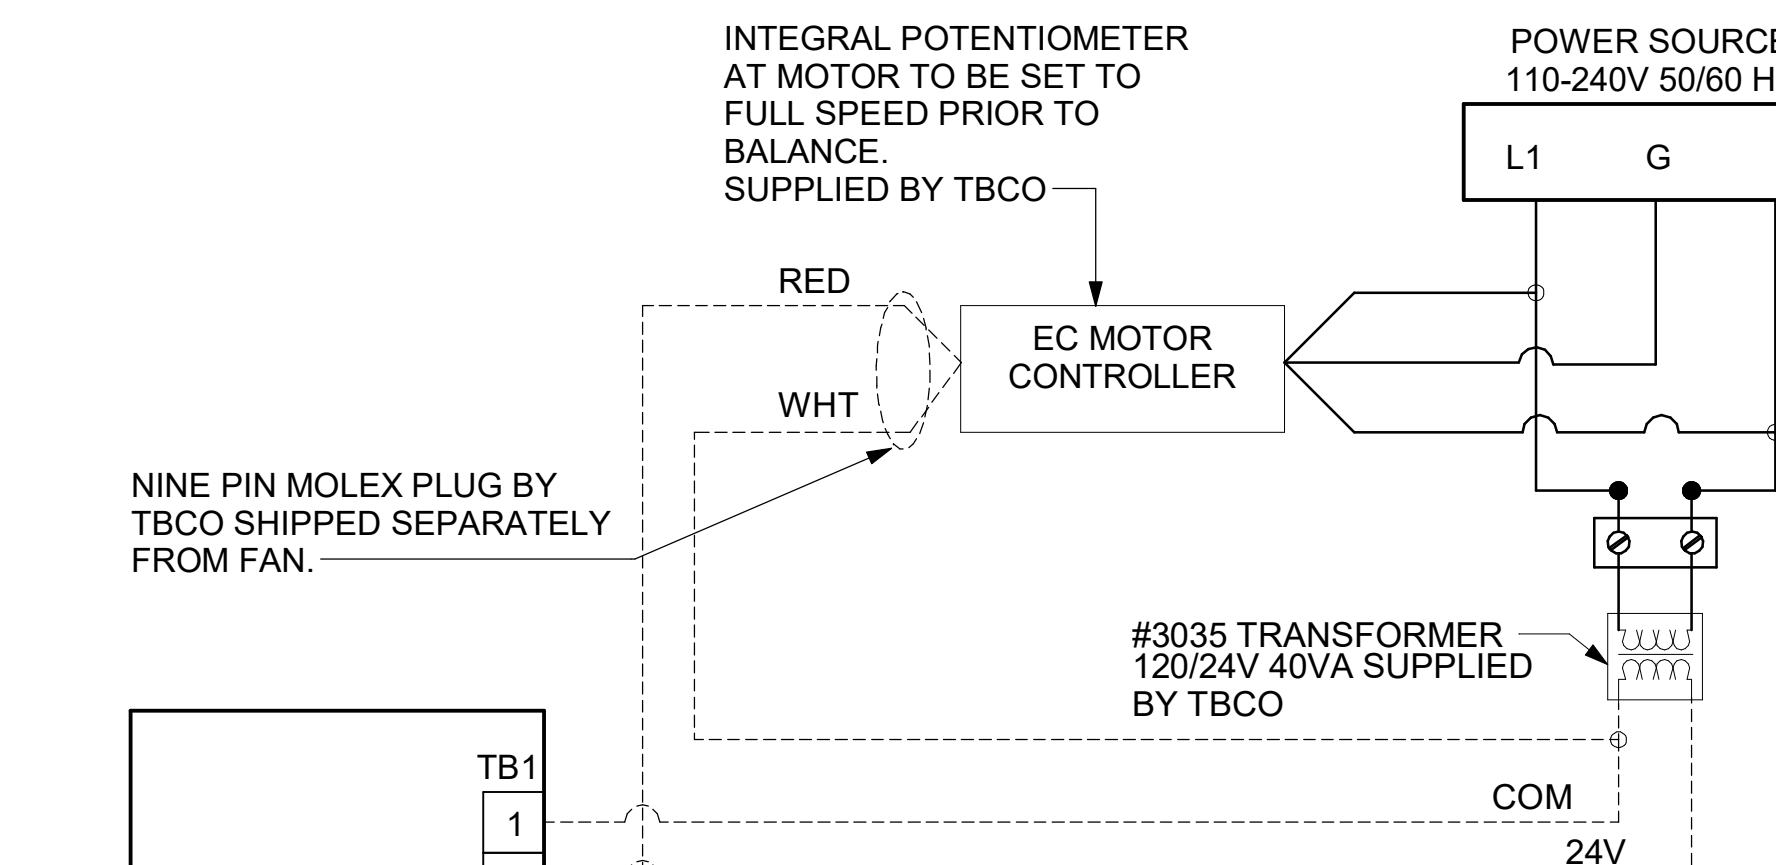 INTEGRAL POTENTIOMETER
AT MOTOR TO BE SET TO
FULL SPEED PRIOR TO
BALANCE.
SUPPLIED BY TBCO
POWER SOURCE
110-240V 50/60 H
L1
G
RED
EC MOTOR
CONTROLLER
WHT
NINE PIN MOLEX PLUG BY
TBCO SHIPPED SEPARATELY
FROM FAN.
#3035 TRANSFORMER
120/24V 40VA SUPPLIED
BY TBCO
TB1
1
COM
24V